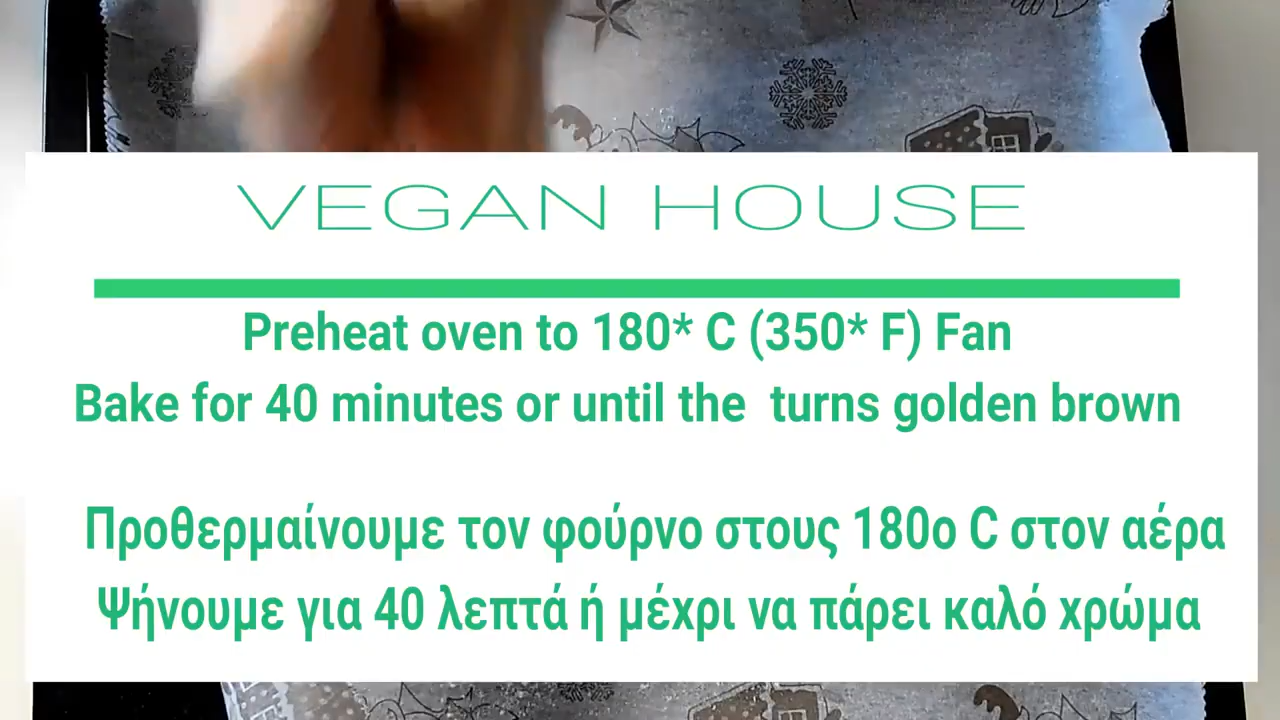 VEGAN HOUSE
Preheat oven to 180* C (350* F) Fan
Bake for 40 minutes or until the  turns golden brown
Προθερμαίνουμε τον φούρνο στους 180ο C στον αέρα
Ψήνουμε για 40 λεπτά ή μέχρι να πάρει καλό χρώμα